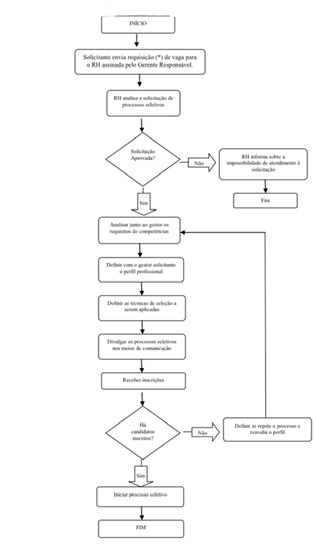 INÍCIO
Solicitante envia requisição (*) de vaga para
o RH assinada pelo Gerente Responsável.
RH analisa a solicitação de
processos seletivos
Solicitação
Aprovada?
Não
RH informa sobre a
impossibilidade de atendimento à
solicitação
Fim
Sim
Analisar junto ao gestor os
requisitos de competências
Definir com o gestor solicitante
o perfil profissional
Definir as técnicas de seleção a
serem aplicadas
Divulgar os processos seletivos
nos meios de comunicação
Receber inscrições
Há
candidatos
inscritos?
Não
Definir se repete o processo e
reavalia o perfil
Sim
Iniciar processo seletivo
FIM